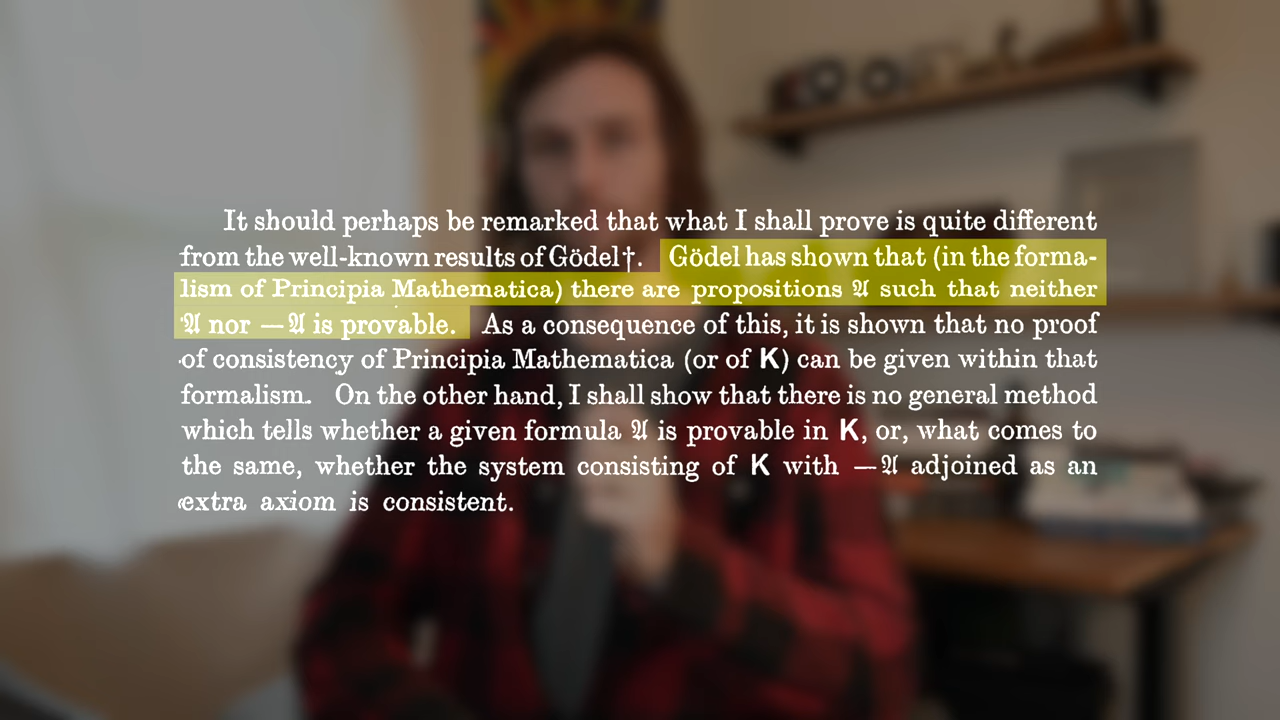 It should perhaps be remarked that what I shall prove is quite different
from the well-known results of Gödel†. Gödel has shown that (in the forma-
lism of Principia Mathematica) there are propositions 𝔄 such that neither
𝔄 nor —𝔄 is provable. As a consequence of this, it is shown that no proof
of consistency of Principia Mathematica (or of K) can be given within that
formalism. On the other hand, I shall show that there is no general method
which tells whether a given formula 𝔄 is provable in K, or, what comes to
the same, whether the system consisting of K with —𝔄 adjoined as an
extra axiom is consistent.